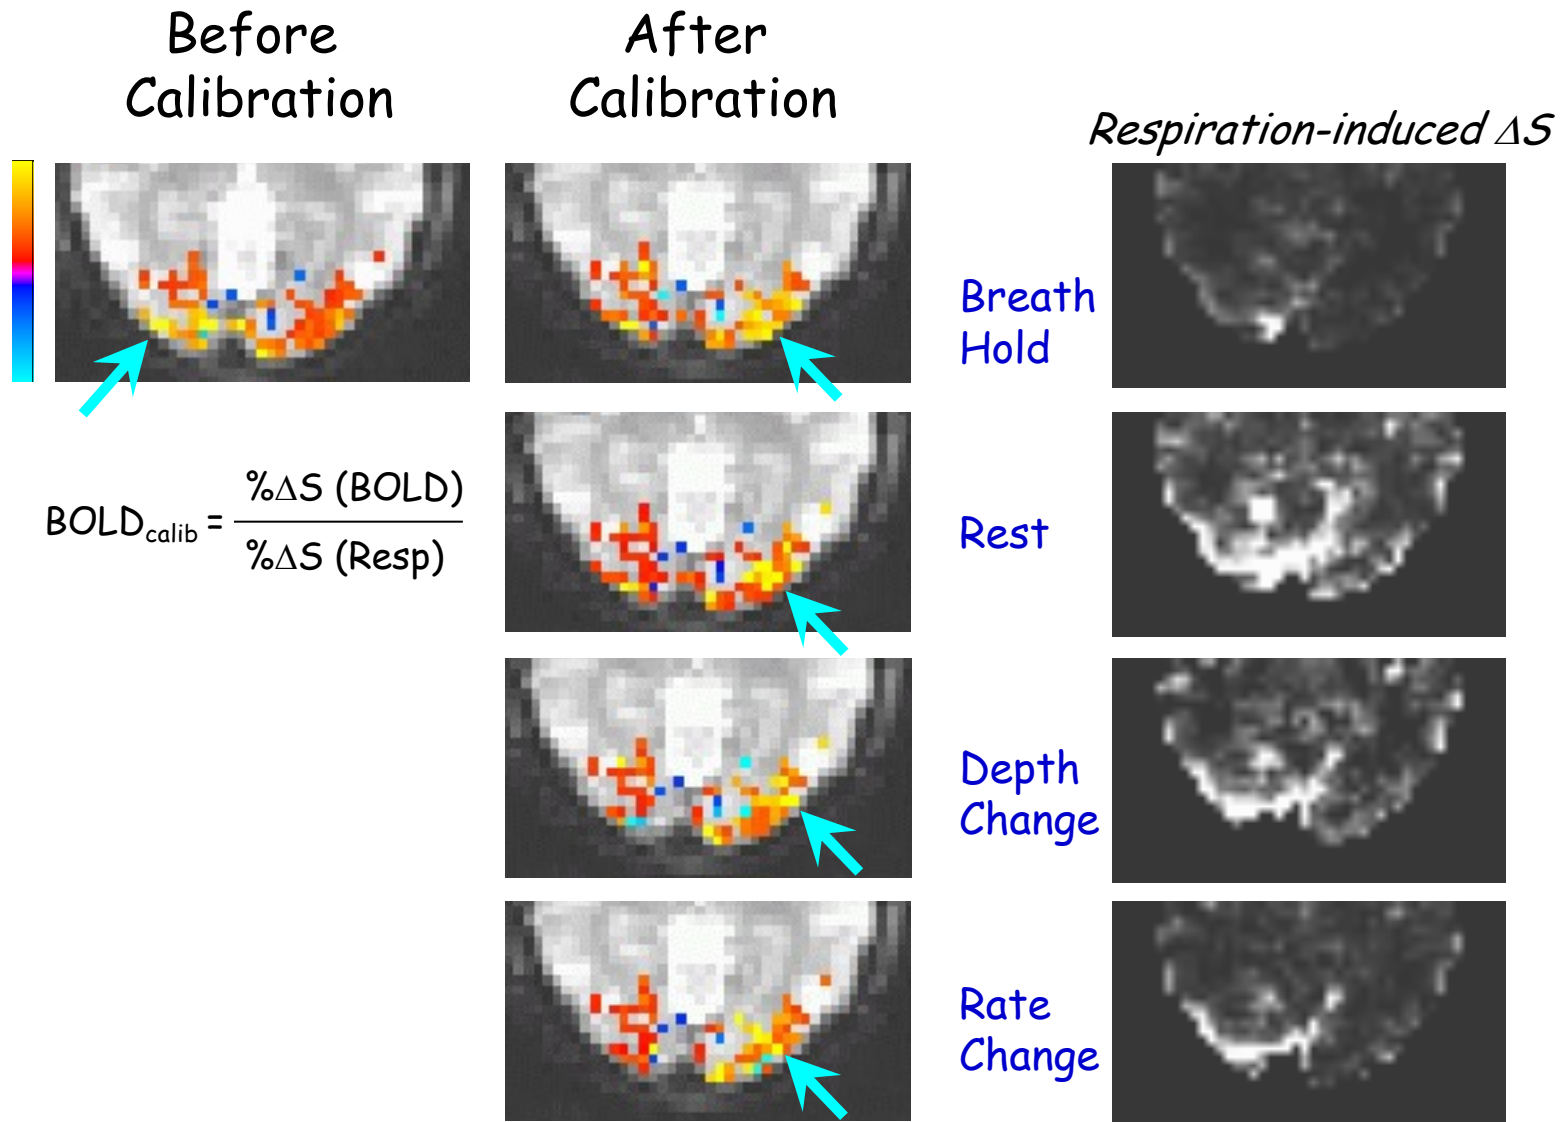 Before
Calibration
After
Calibration
Respiration-induced ΔS
Breath
Hold
%ΔS (BOLD)
BOLDcalib =
%ΔS (Resp)
Rest
Depth
Change
Rate
Change